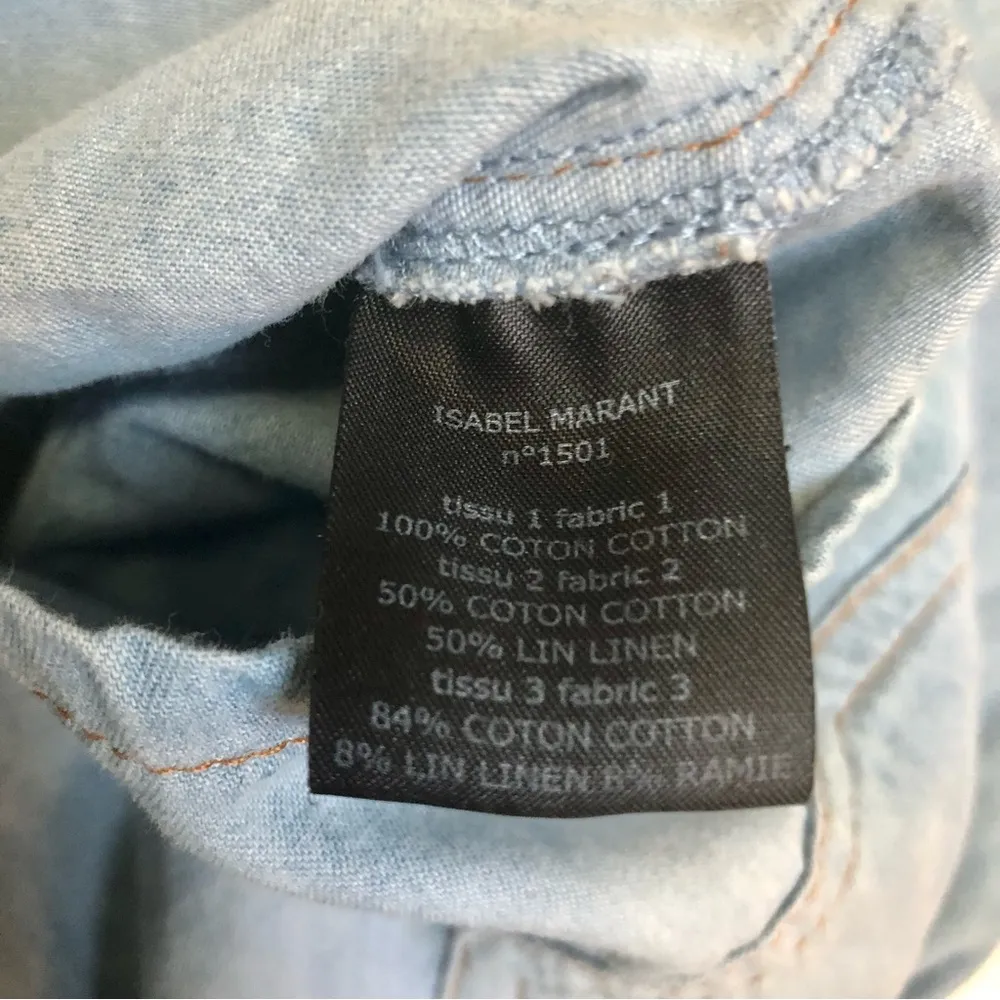 ISABEL MARANT
n°1501
tissu 1 fabric 1
100% COTON COTTON
tissu 2 fabric 2
50% COTON COTTON
50% LIN LINEN
tissu 3 fabric 3
84% COTON COTTON
8% LIN LINEN 8% RAMIE